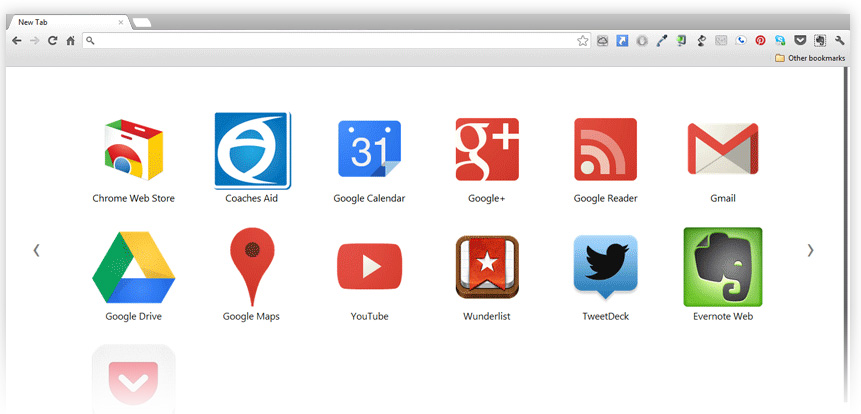 New Tab
Other bookmarks
31
g+
Chrome Web Store
Coaches Aid
Google Calendar
Google+
Google Reader
Gmail
Google Drive
Google Maps
YouTube
Wunderlist
TweetDeck
Evernote Web